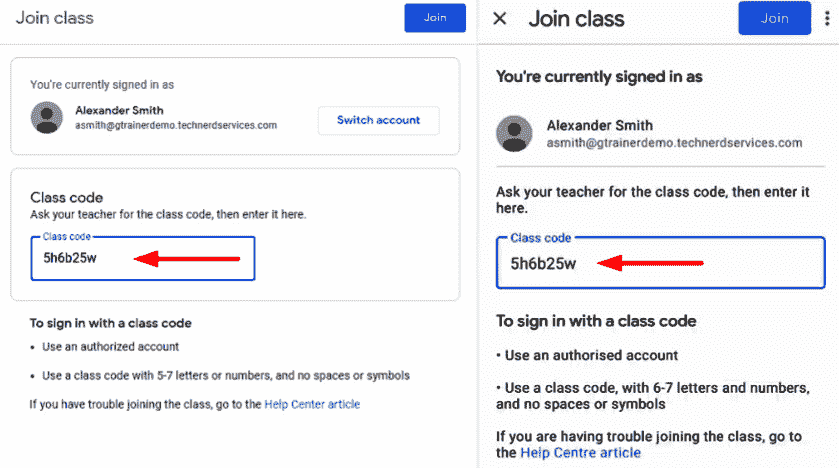 Join class
Join
You're currently signed in as
Alexander Smith
asmith@gtrainerdemo.technerdservices.com
Switch account
Class code
Ask your teacher for the class code, then enter it here.
Class code
5h6b25w
To sign in with a class code
• Use an authorized account
• Use a class code with 5-7 letters or numbers, and no spaces or symbols
If you have trouble joining the class, go to the Help Center article
Join class
Join
You're currently signed in as
Alexander Smith
asmith@gtrainerdemo.technerdservices.com
Ask your teacher for the class code, then enter it
here.
Class code
5h6b25w
To sign in with a class code
• Use an authorised account
• Use a class code, with 6-7 letters and numbers,
and no spaces or symbols
If you are having trouble joining the class, go to
the Help Centre article